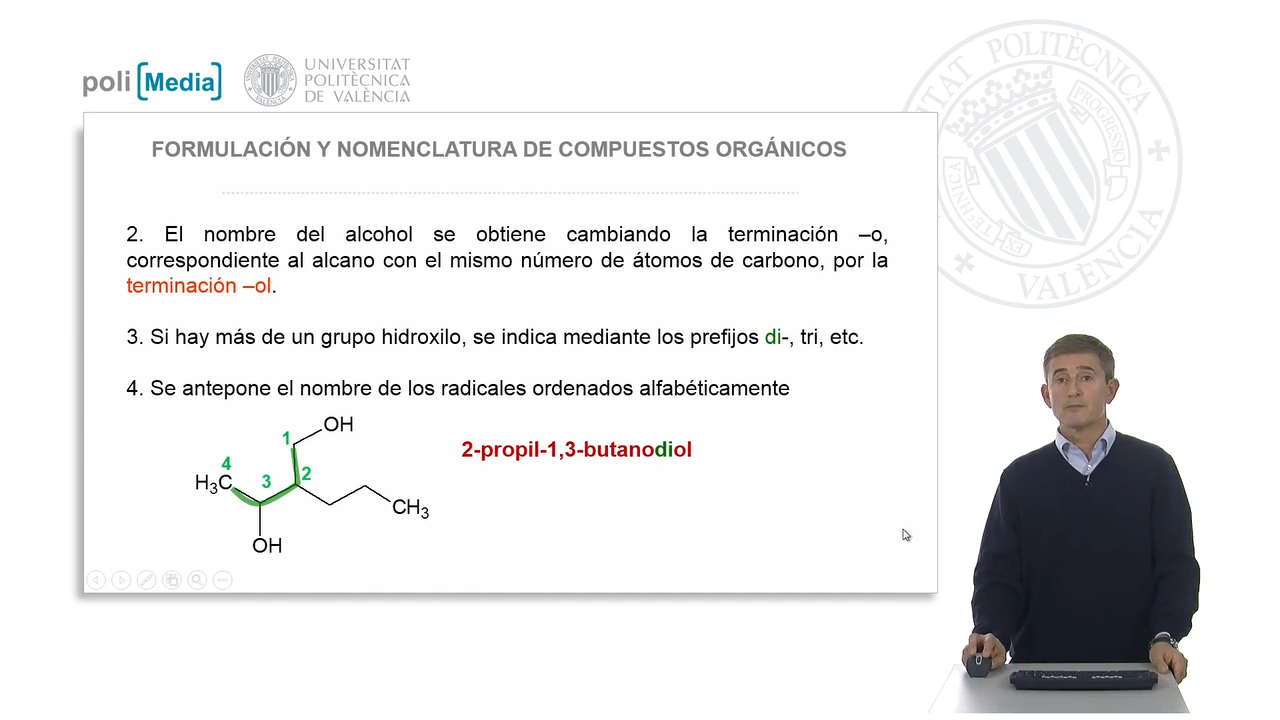 poli [Media]
UNIVERSITAT
POLITÈCNICA
DE VALÈNCIA
FORMULACIÓN Y NOMENCLATURA DE COMPUESTOS ORGÁNICOS
2. El nombre del alcohol se obtiene cambiando la terminación –o,
correspondiente al alcano con el mismo número de átomos de carbono, por la
terminación –ol.
3. Si hay más de un grupo hidroxilo, se indica mediante los prefijos di-, tri, etc.
4. Se antepone el nombre de los radicales ordenados alfabéticamente
OH
1
2-propil-1,3-butanodiol
4
3
2
H₃C
CH₃
OH
POLITÈCNICA
PROGRESSIO
VALÈNCIA